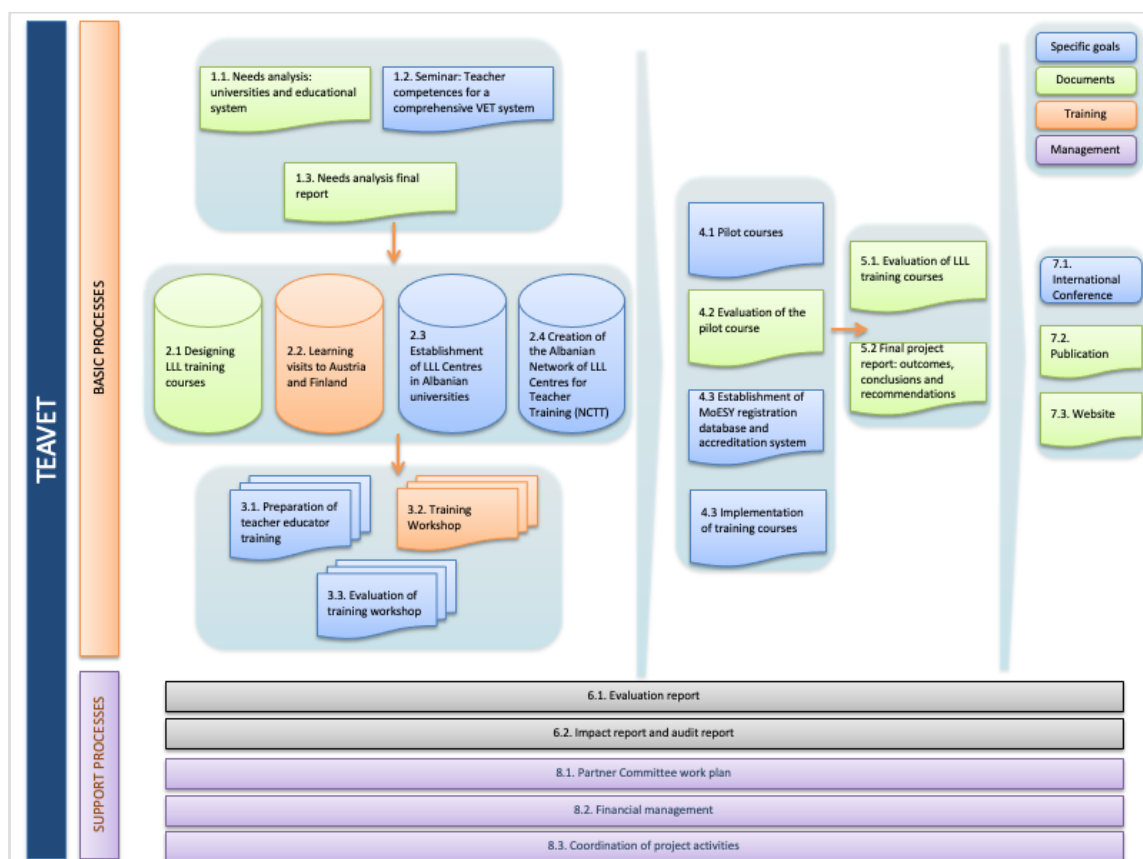 TEAVET
BASIC PROCESSES
SUPPORT PROCESSES
1.1. Needs analysis:
universities and educational
system
1.2. Seminar: Teacher
competences for a
comprehensive VET system
1.3. Needs analysis final
report
2.1 Designing
LLL training
courses
2.2. Learning
visits to Austria
and Finland
2.3
Establishment
of LLL Centres
in Albanian
universities
2.4 Creation of
the Albanian
Network of LLL
Centres for
Teacher
Training (NCTT)
3.1. Preparation of
teacher educator
training
3.2. Training
Workshop
3.3. Evaluation of
training workshop
4.1 Pilot courses
4.2 Evaluation of the
pilot course
4.3 Establishment of
MoESY registration
database and
accreditation system
4.3 Implementation
of training courses
5.1. Evaluation of LLL
training courses
5.2 Final project
report: outcomes,
conclusions and
recommendations
Specific goals
Documents
Training
Management
7.1.
International
Conference
7.2.
Publication
7.3. Website
6.1. Evaluation report
6.2. Impact report and audit report
8.1. Partner Committee work plan
8.2. Financial management
8.3. Coordination of project activities